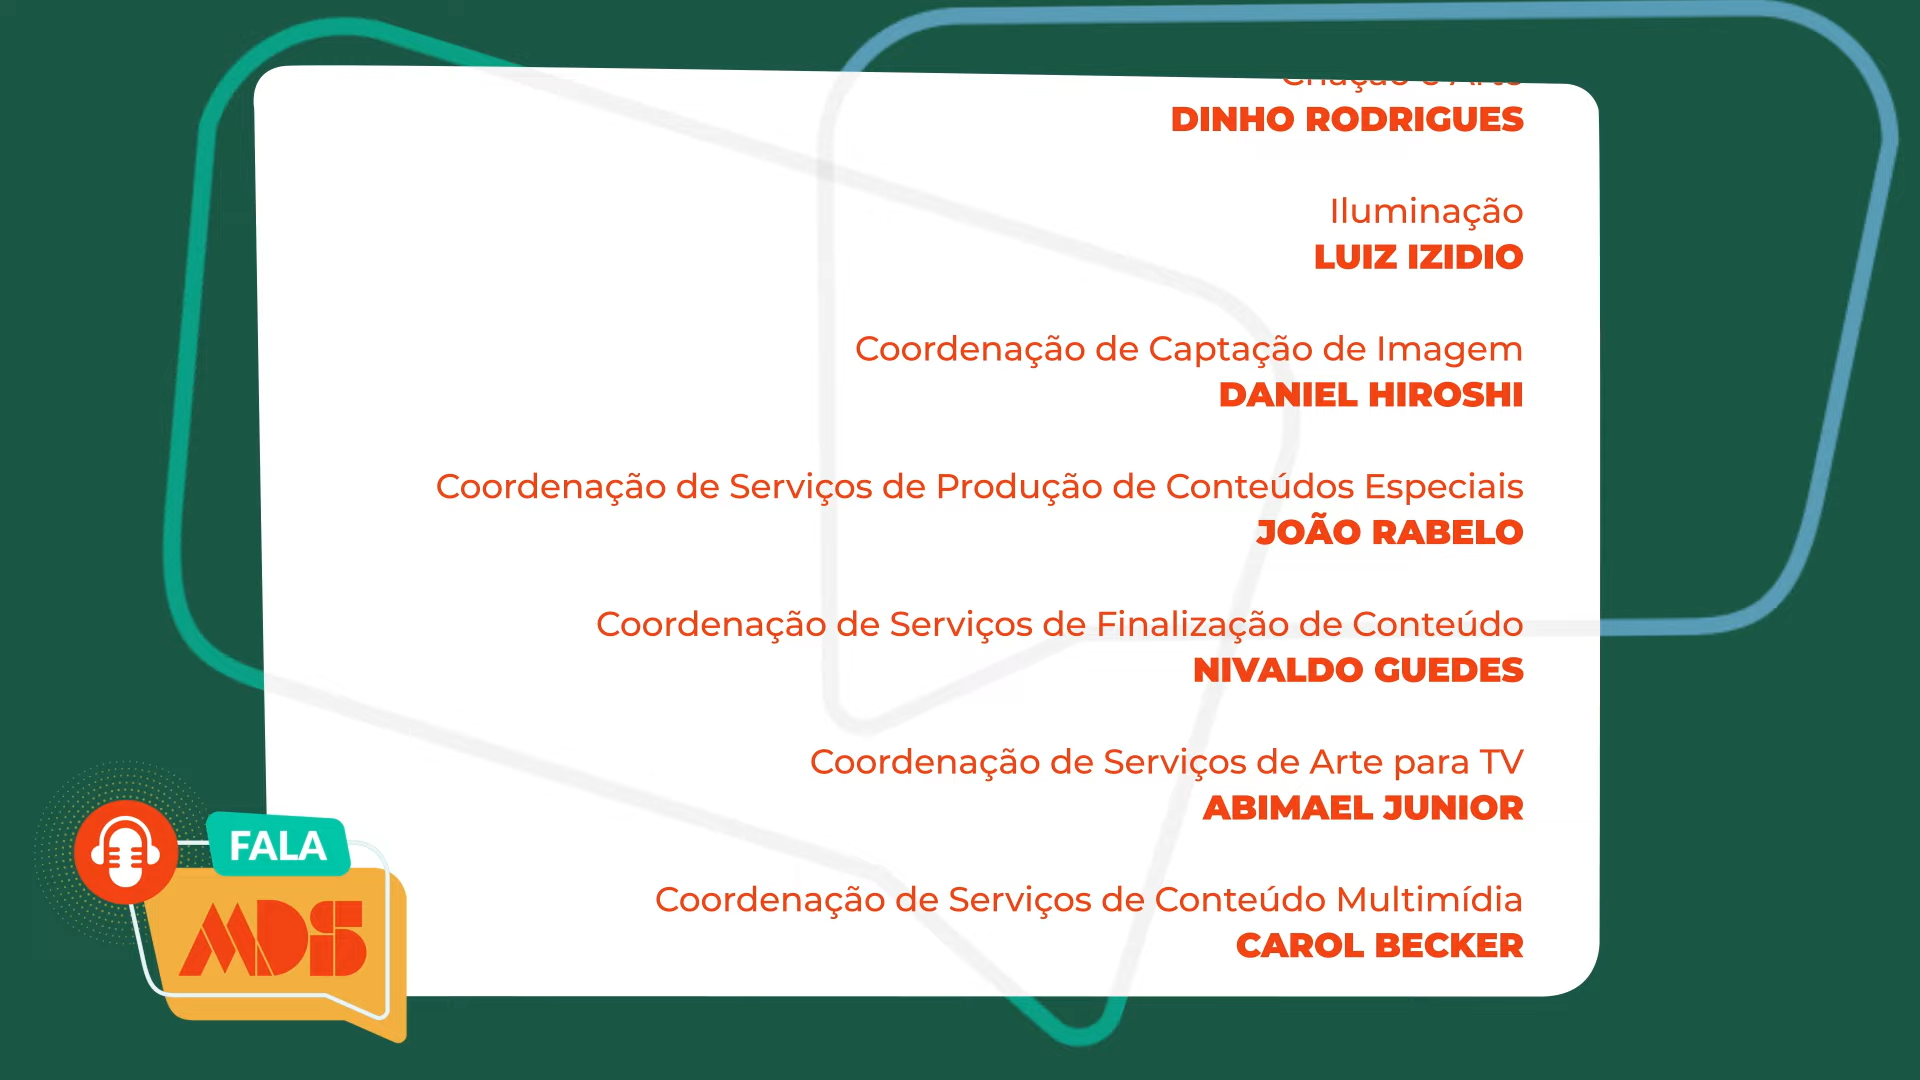 Criação e Arte
DINHO RODRIGUES
Iluminação
LUIZ IZIDIO
Coordenação de Captação de Imagem
DANIEL HIROSHI
Coordenação de Serviços de Produção de Conteúdos Especiais
JOÃO RABELO
Coordenação de Serviços de Finalização de Conteúdo
NIVALDO GUEDES
Coordenação de Serviços de Arte para TV
ABIMAEL JUNIOR
Coordenação de Serviços de Conteúdo Multimídia
CAROL BECKER
FALA
MDS